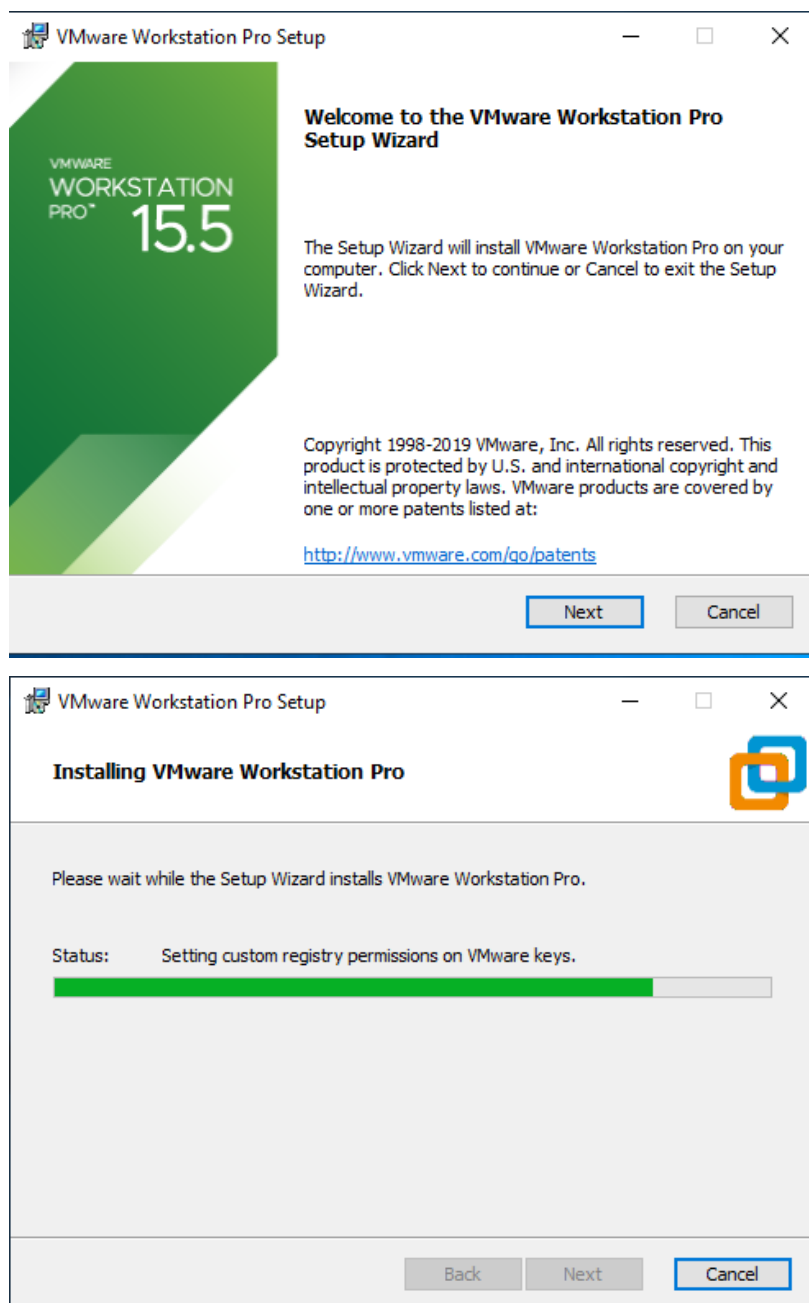 VMware Workstation Pro Setup
Welcome to the VMware Workstation Pro
Setup Wizard
VMWARE
WORKSTATION
PRO™ 15.5
The Setup Wizard will install VMware Workstation Pro on your
computer. Click Next to continue or Cancel to exit the Setup
Wizard.
Copyright 1998-2019 VMware, Inc. All rights reserved. This
product is protected by U.S. and international copyright and
intellectual property laws. VMware products are covered by
one or more patents listed at:
http://www.vmware.com/go/patents
Next Cancel
VMware Workstation Pro Setup
Installing VMware Workstation Pro
Please wait while the Setup Wizard installs VMware Workstation Pro.
Status: Setting custom registry permissions on VMware keys.
Back Next Cancel